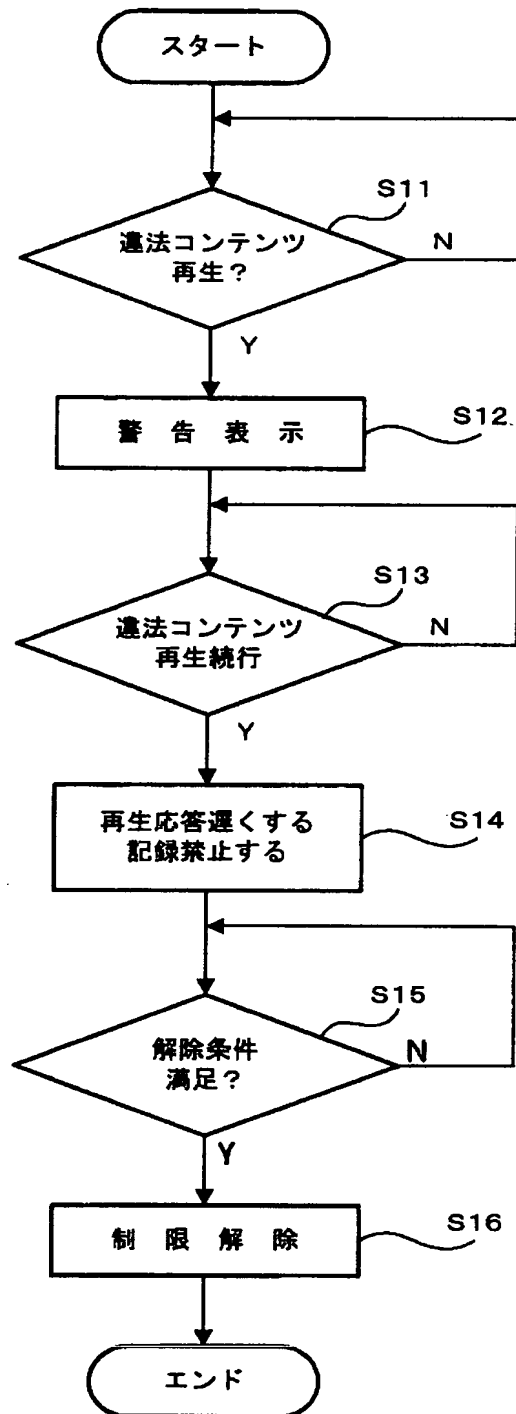 スタート
S11
違法コンテンツ
再生？
N
Y
警告表示
S12
S13
違法コンテンツ
再生続行
N
Y
再生応答遅くする
記録禁止する
S14
S15
解除条件
満足？
N
Y
制限解除
S16
エンド